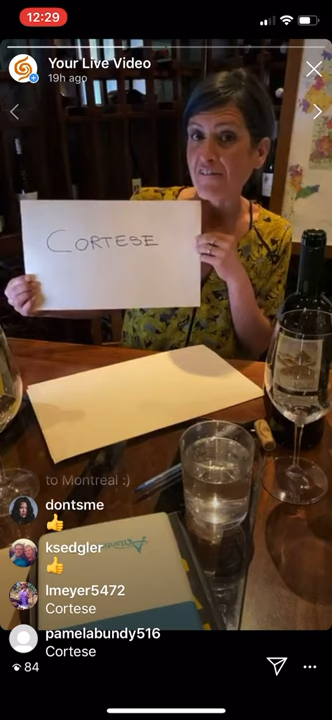 12:29
Your Live Video
19h ago
CORTESE
to Montreal :)
dontsme
👍
ksedgler
👍
lmeyer5472
Cortese
pamelabundy516
Cortese
84